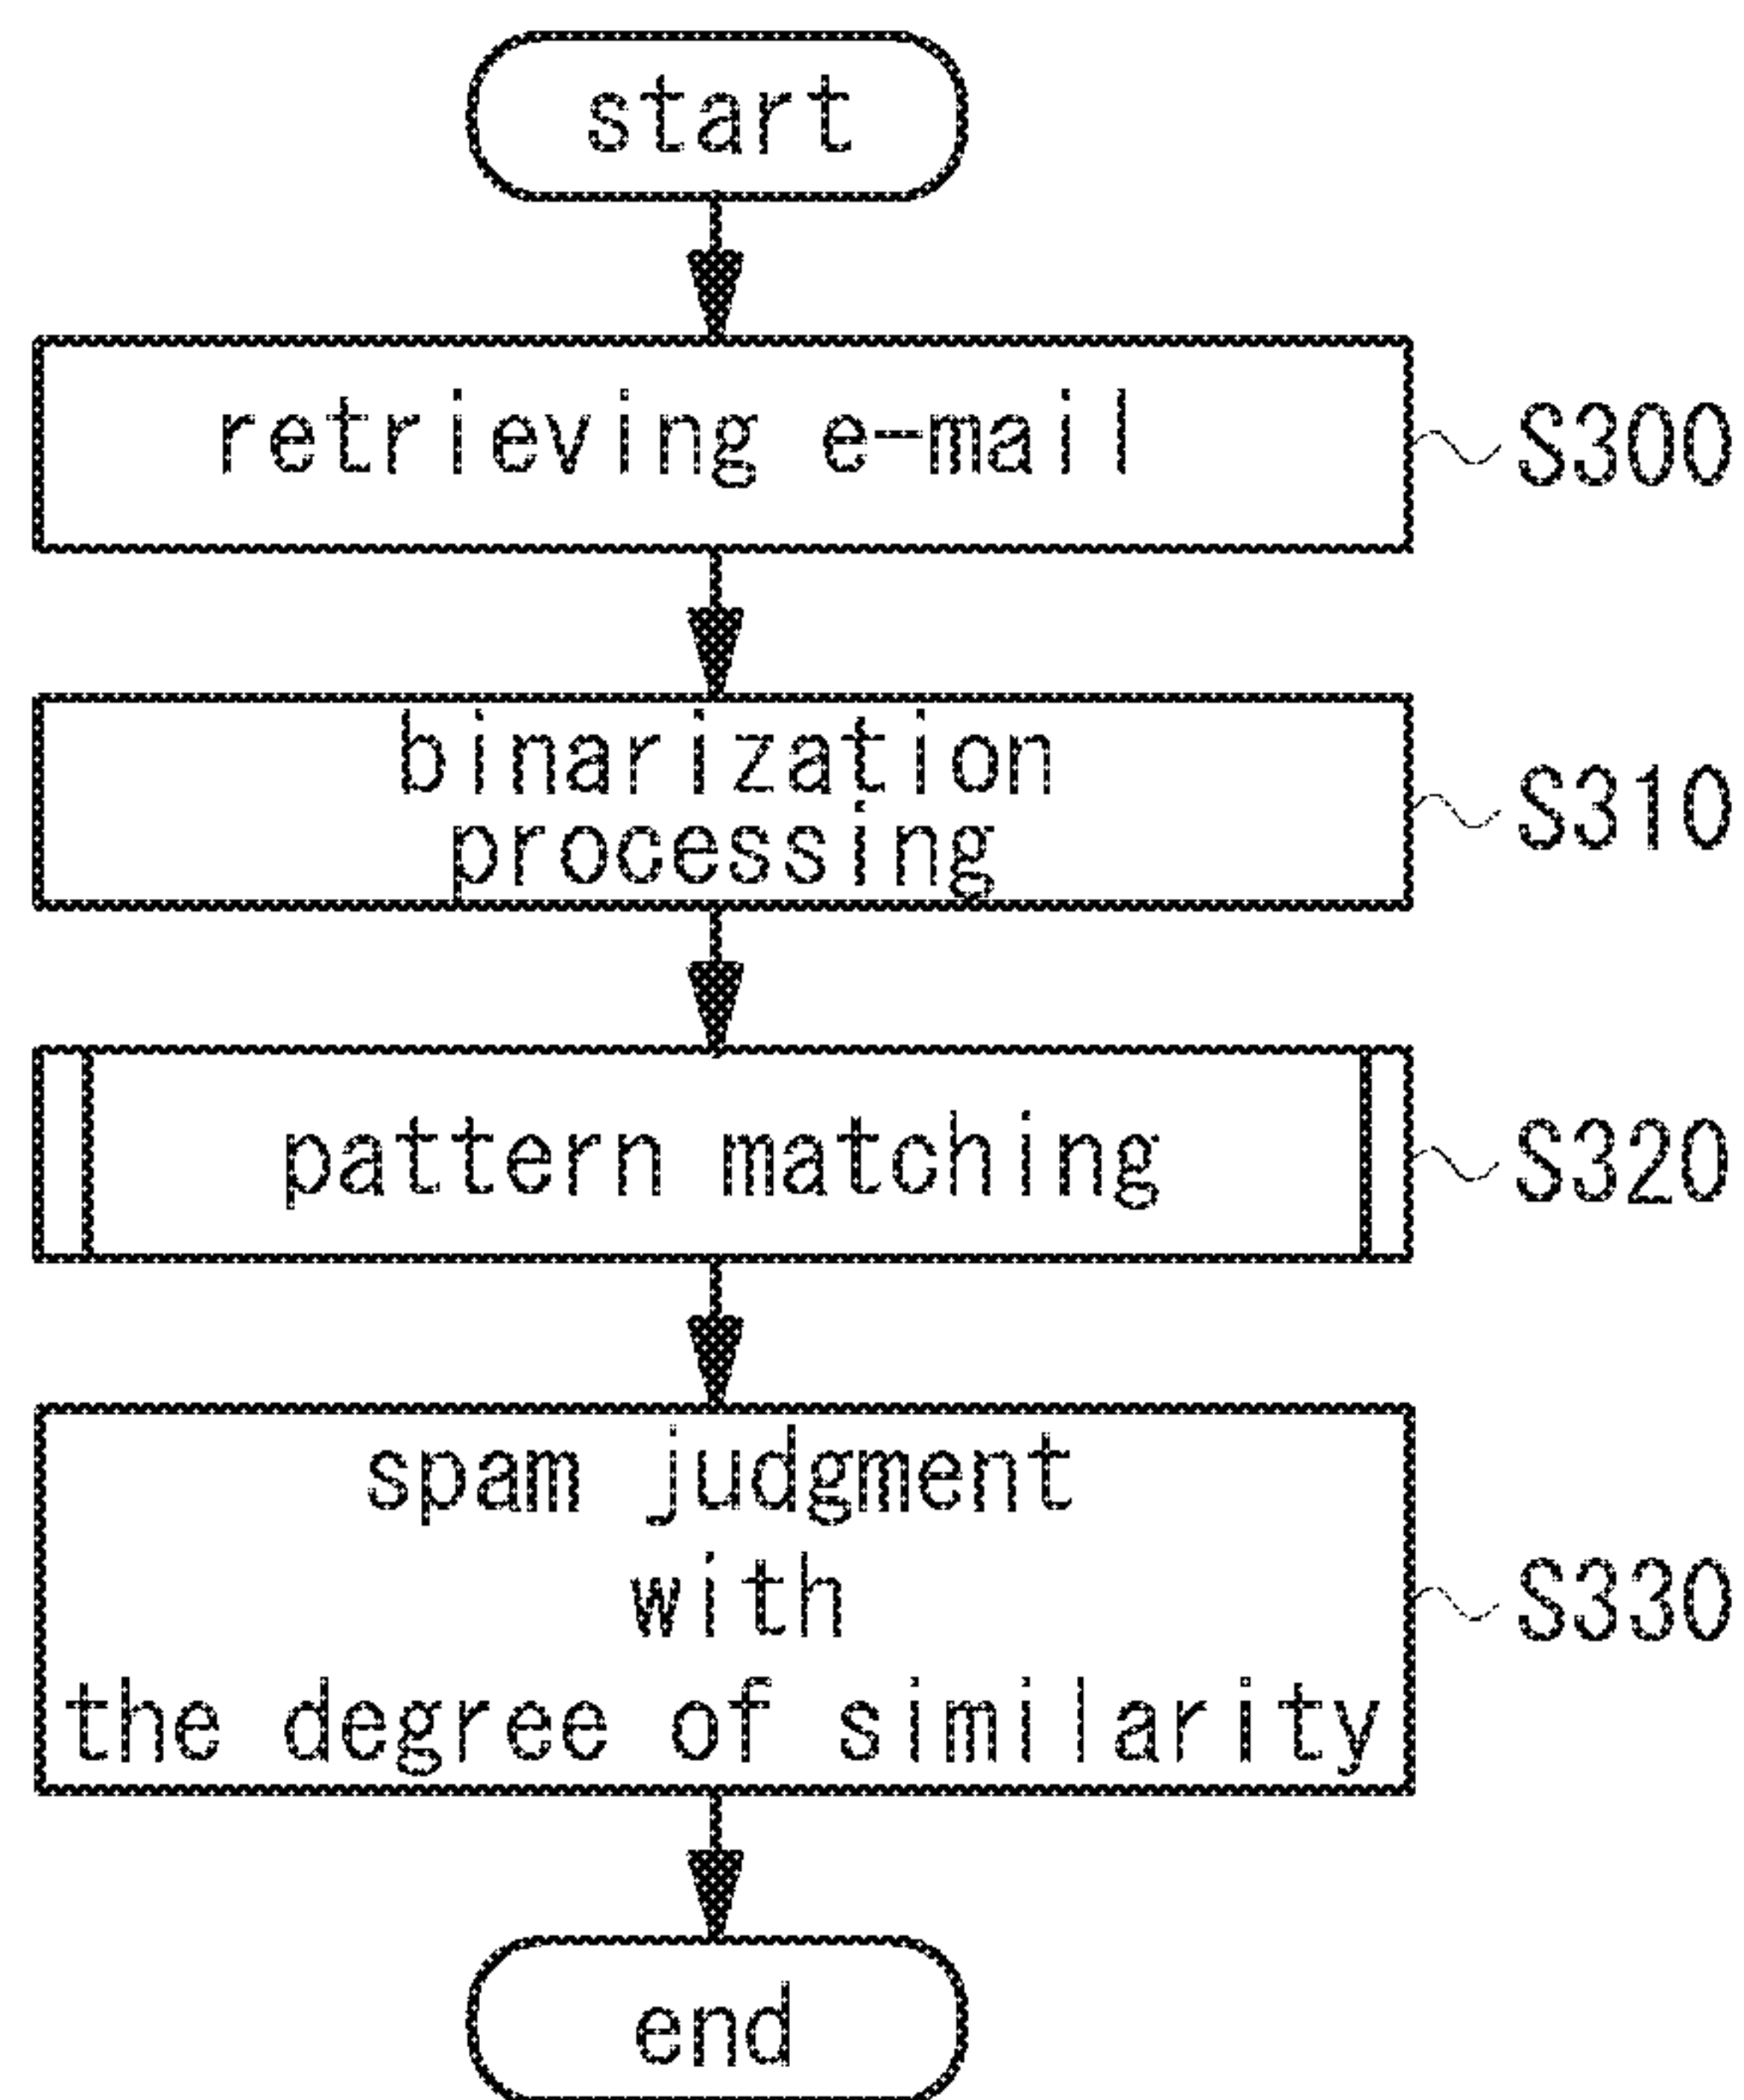 start
retrieving e-mail
S300
binarization
processing
S310
pattern matching
S320
spam judgment
with
the degree of similarity
S330
end